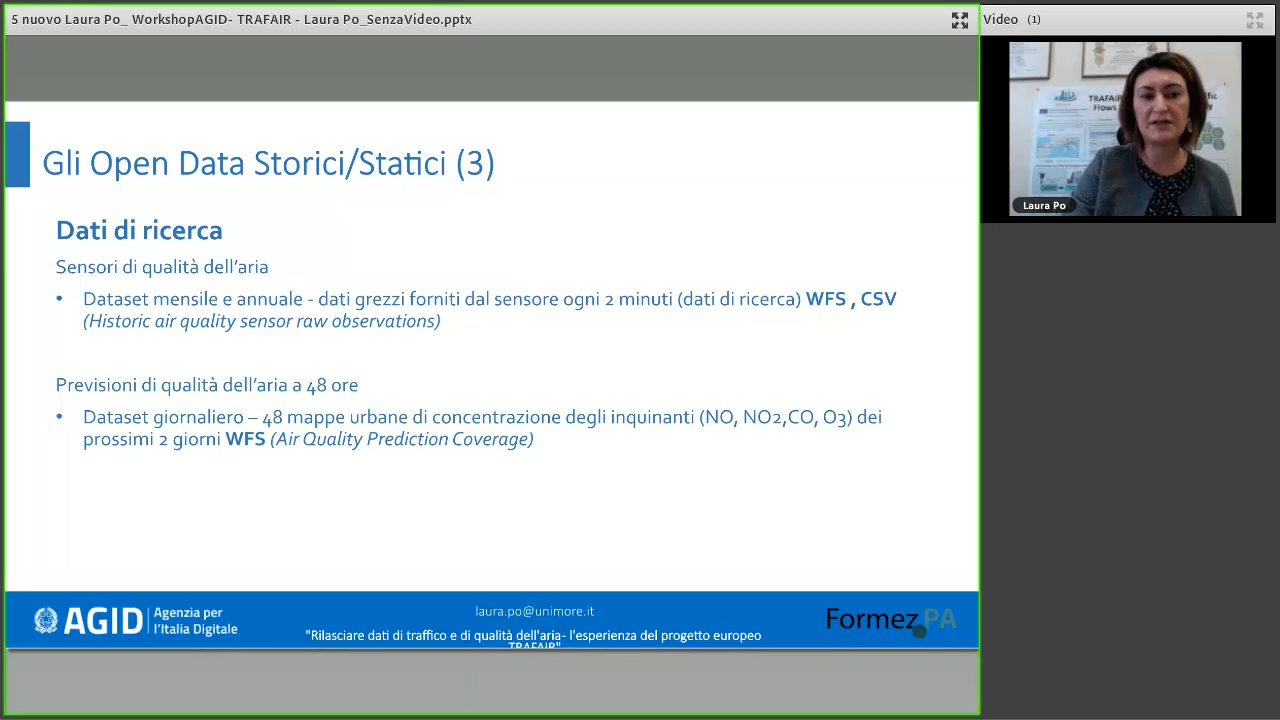 5 nuovo Laura Po_ WorkshopAGID- TRAFAIR - Laura Po_SenzaVideo.pptx
Video (1)
TRAFAIR
Flows
Laura Po
Gli Open Data Storici/Statici (3)
Dati di ricerca
Sensori di qualità dell’aria
• Dataset mensile e annuale - dati grezzi forniti dal sensore ogni 2 minuti (dati di ricerca) WFS , CSV
(Historic air quality sensor raw observations)
Previsioni di qualità dell’aria a 48 ore
• Dataset giornaliero – 48 mappe urbane di concentrazione degli inquinanti (NO, NO2,CO, O3) dei
prossimi 2 giorni WFS (Air Quality Prediction Coverage)
AGID
Agenzia per
l’Italia Digitale
laura.po@unimore.it
"Rilasciare dati di traffico e di qualità dell'aria- l'esperienza del progetto europeo
TRAFAIR"
Formez PA